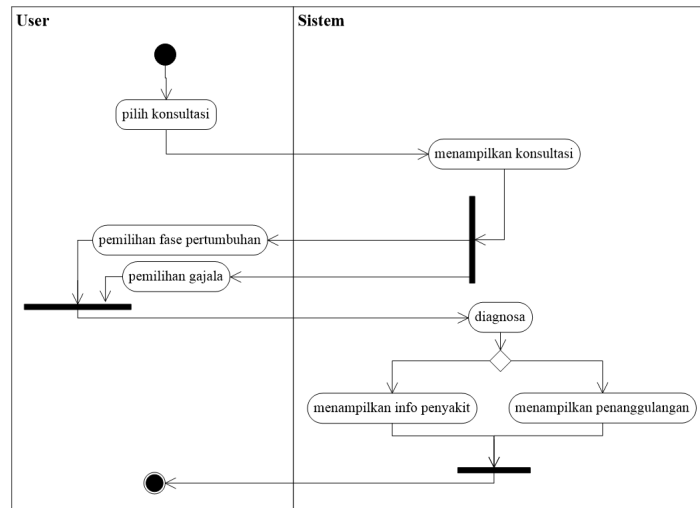 User
Sistem
pilih konsultasi
menampilkan konsultasi
pemilihan fase pertumbuhan
pemilihan gajala
diagnosa
menampilkan info penyakit
menampilkan penanggulangan